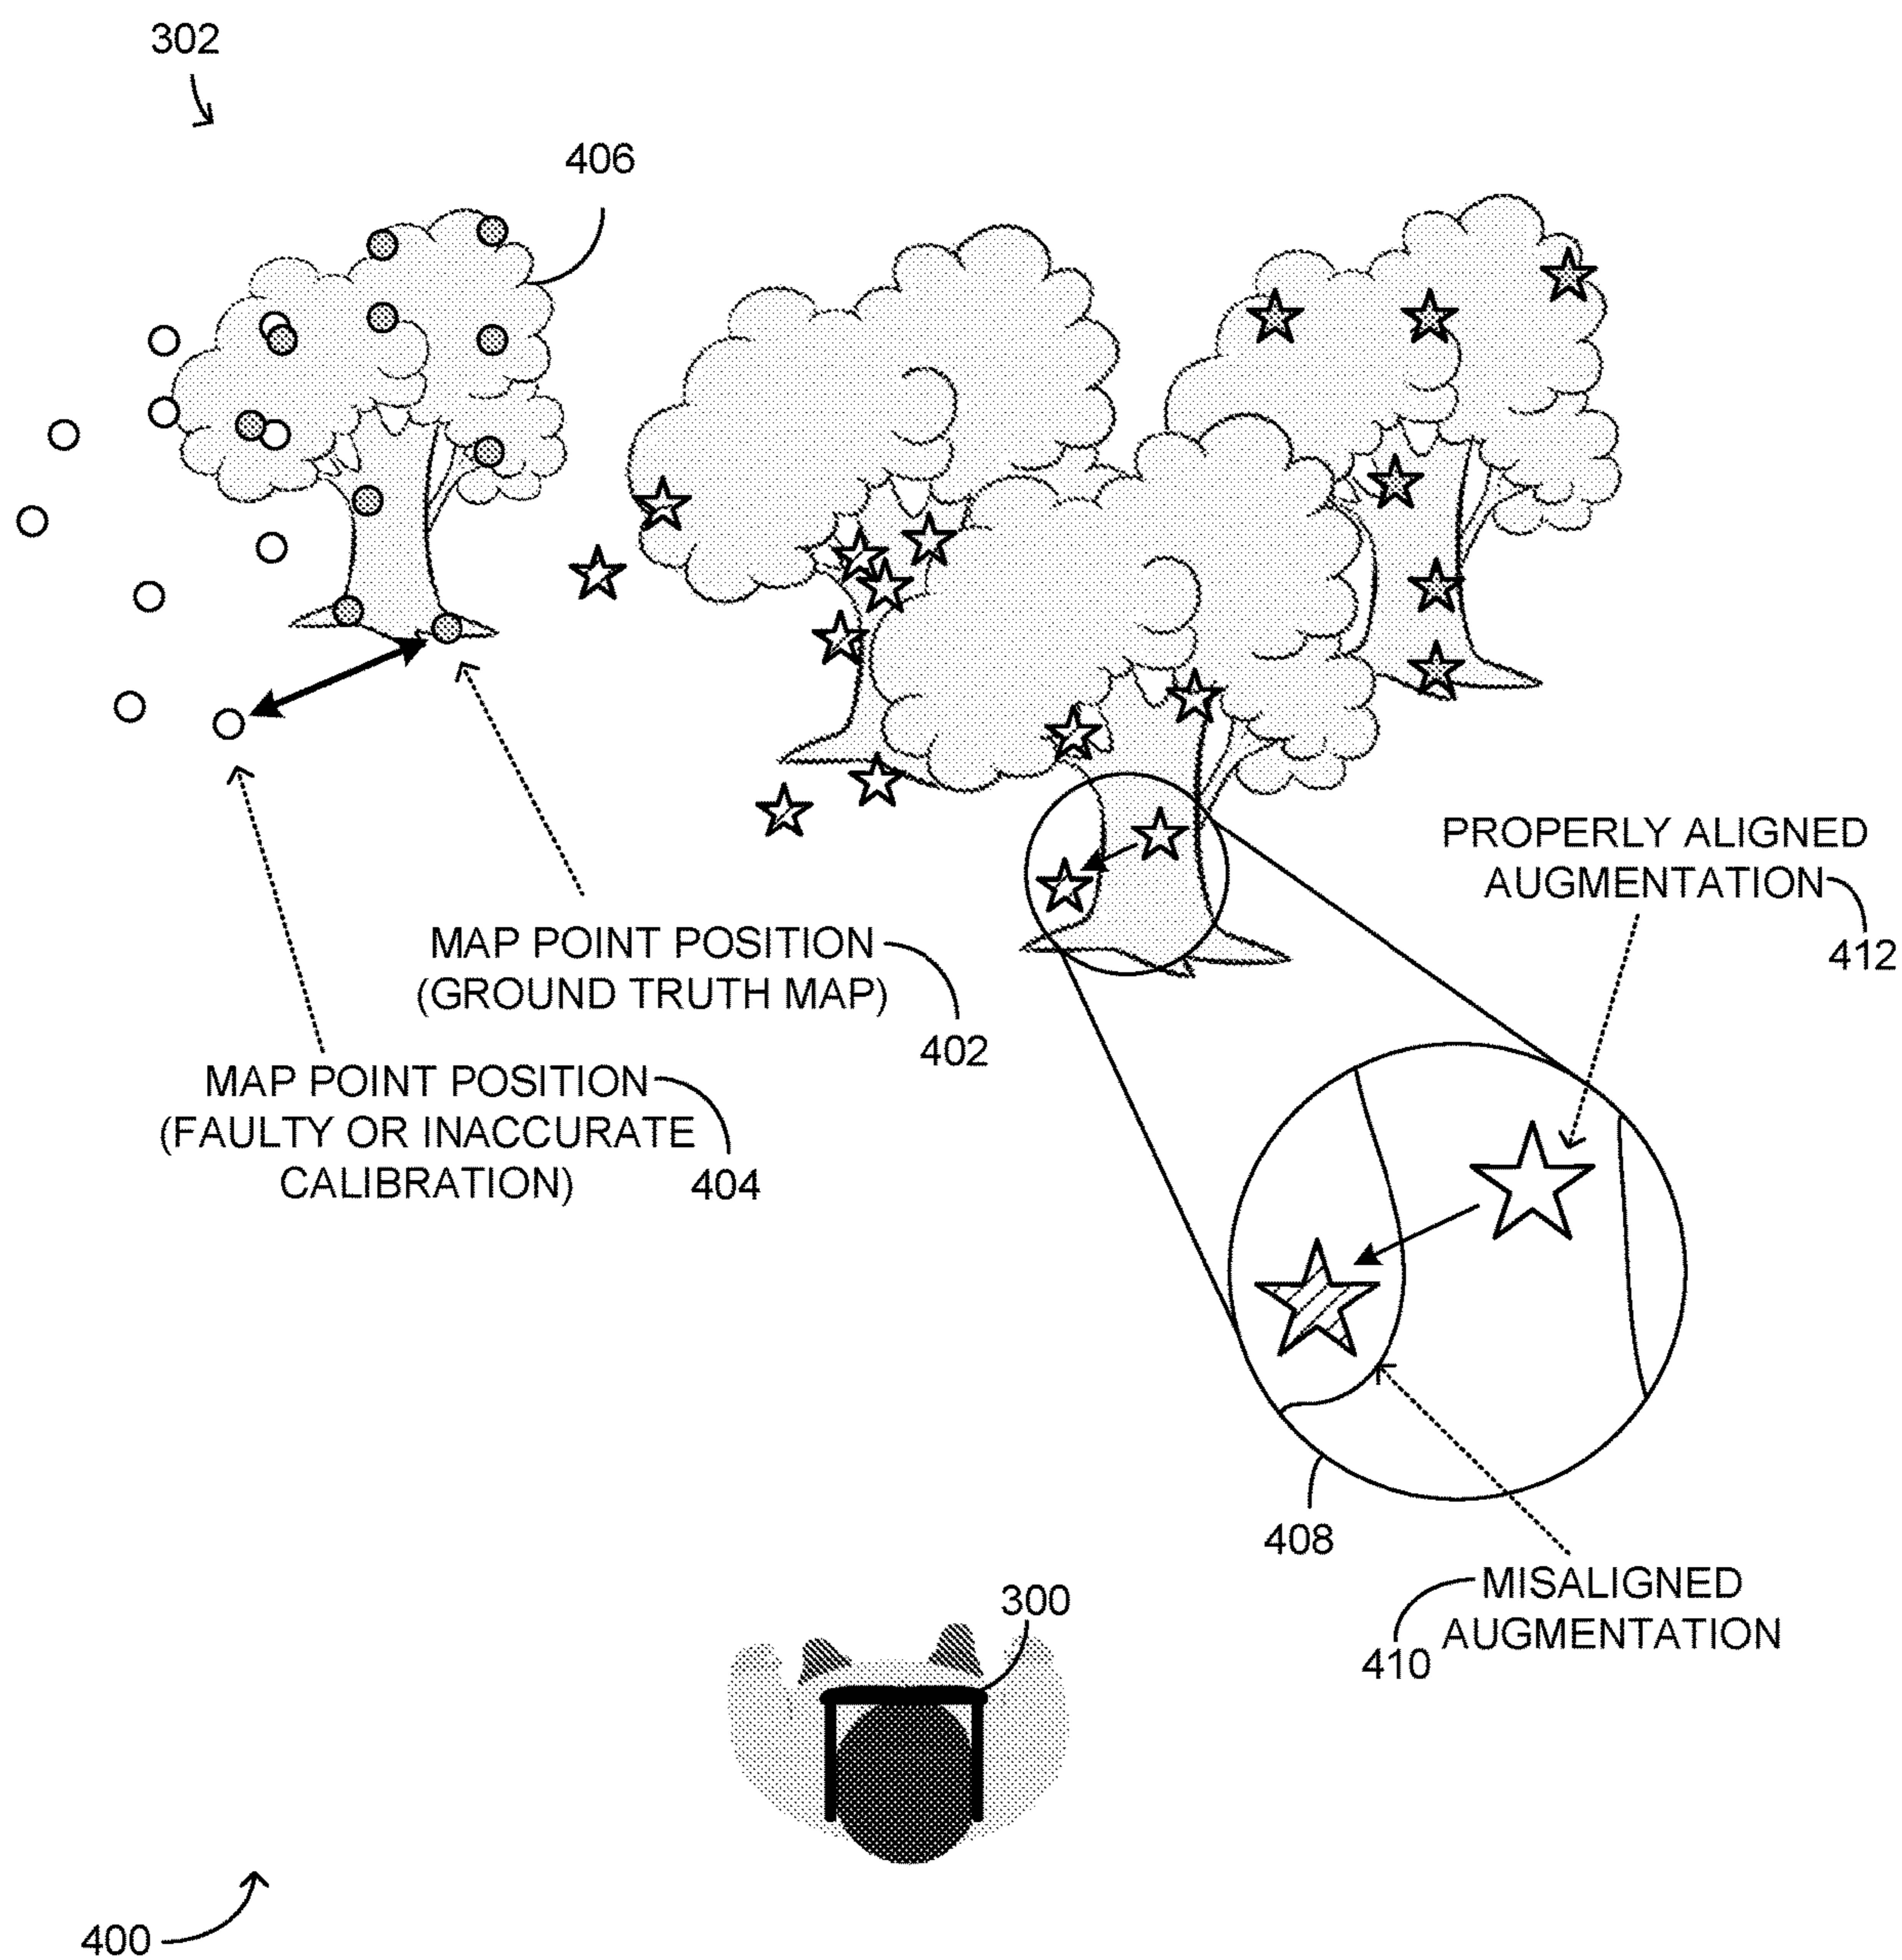 302
406
PROPERLY ALIGNED
AUGMENTATION
412
MAP POINT POSITION
(GROUND TRUTH MAP)
402
MAP POINT POSITION
(FAULTY OR INACCURATE
CALIBRATION)
404
408
MISALIGNED
AUGMENTATION
410
300
400